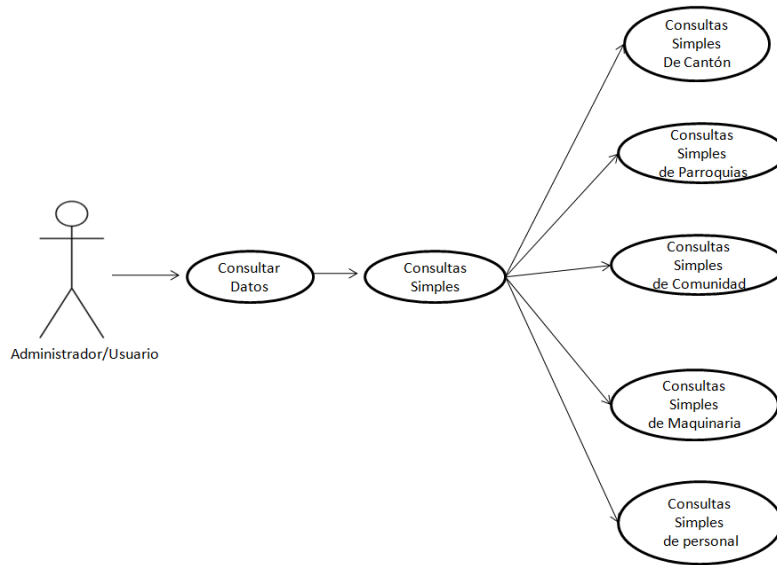 Consultas
Simples
De Cantón
Consultas
Simples
de Parroquias
Consultar
Datos
Consultas
Simples
Consultas
Simples
de Comunidad
Administrador/Usuario
Consultas
Simples
de Maquinaria
Consultas
Simples
de personal